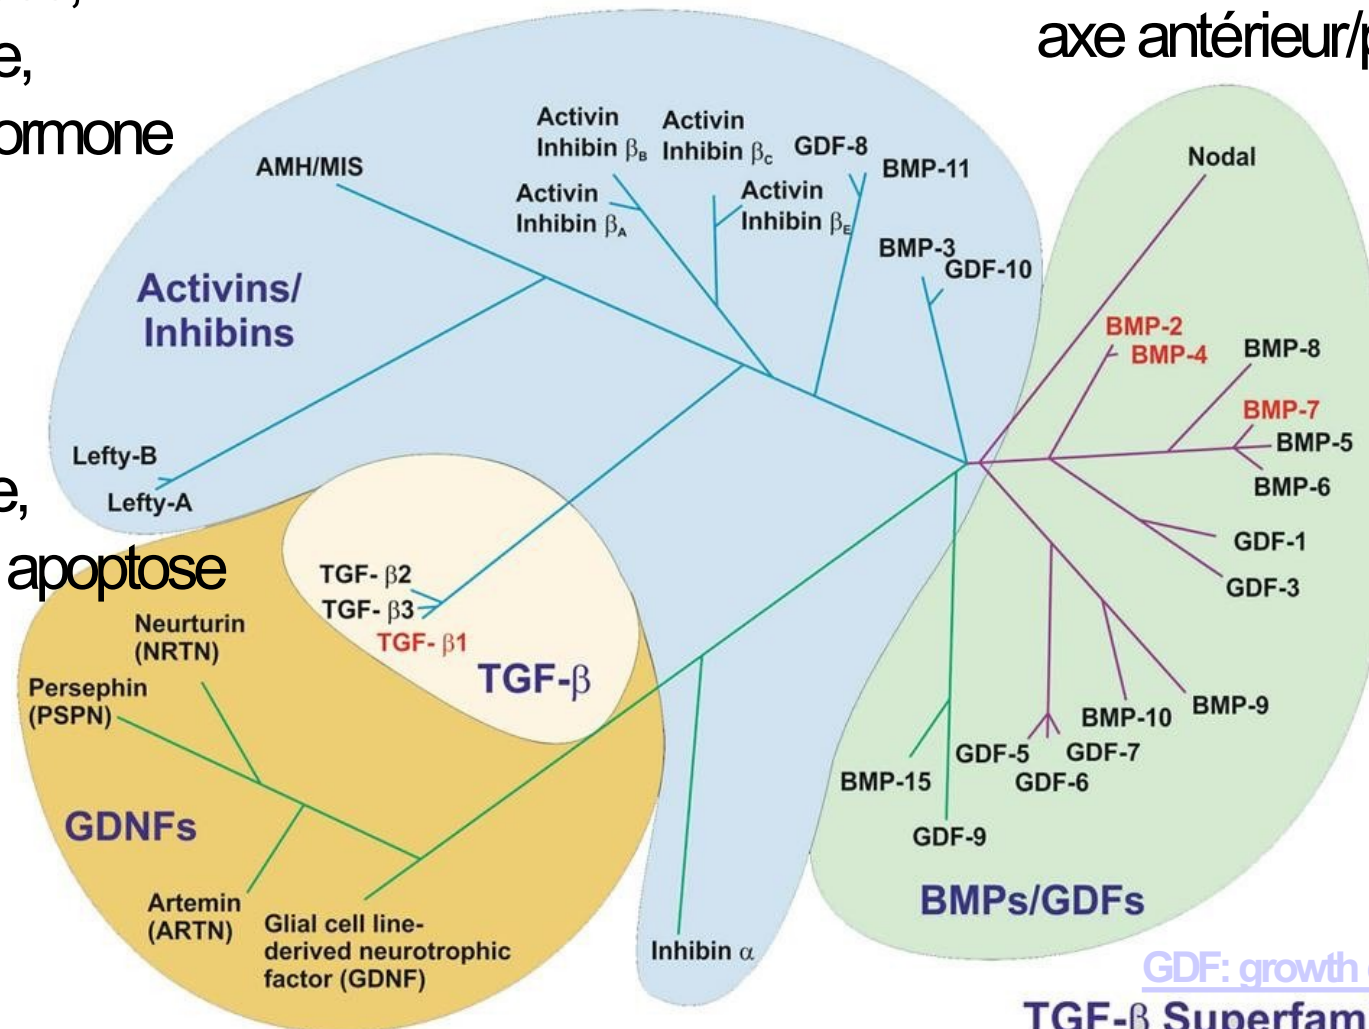 e,
axe antérieur/p
ormone
Activin
Inhibin βB
Activin
Inhibin βC
GDF-8
BMP-11
AMH/MIS
Activin
Inhibin βA
Activin
Inhibin βE
Nodal
BMP-3
GDF-10
Activins/
Inhibins
BMP-2
BMP-4
BMP-8
BMP-7
BMP-5
BMP-6
Lefty-B
Lefty-A
e,
apoptose
GDF-1
GDF-3
TGF- β2
TGF- β3
TGF- β1
TGF-β
Neurturin
(NRTN)
Persephin
(PSPN)
BMP-9
BMP-10
GDF-5
GDF-7
GDF-6
BMP-15
GDF-9
GDNFs
BMPs/GDFs
Artemin
(ARTN)
Glial cell line-
derived neurotrophic
factor (GDNF)
Inhibin α
GDF: growth
TGF-β Superfam